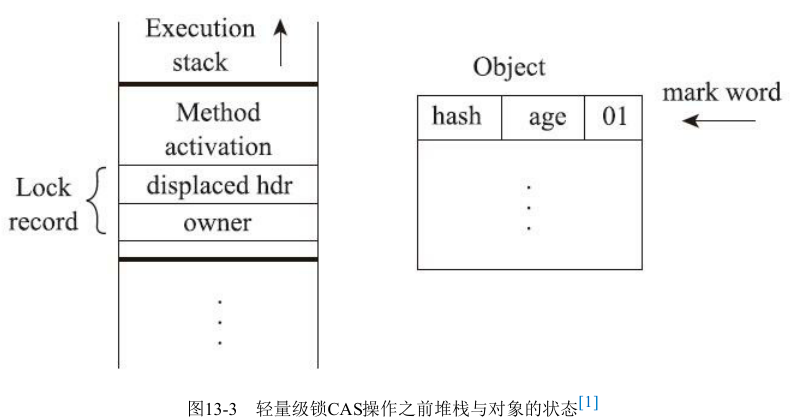 Execution
stack
Method
activation
Lock
record
displaced hdr
owner
Object
mark word
hash age 01
图13-3 轻量级锁CAS操作之前堆栈与对象的状态[1]